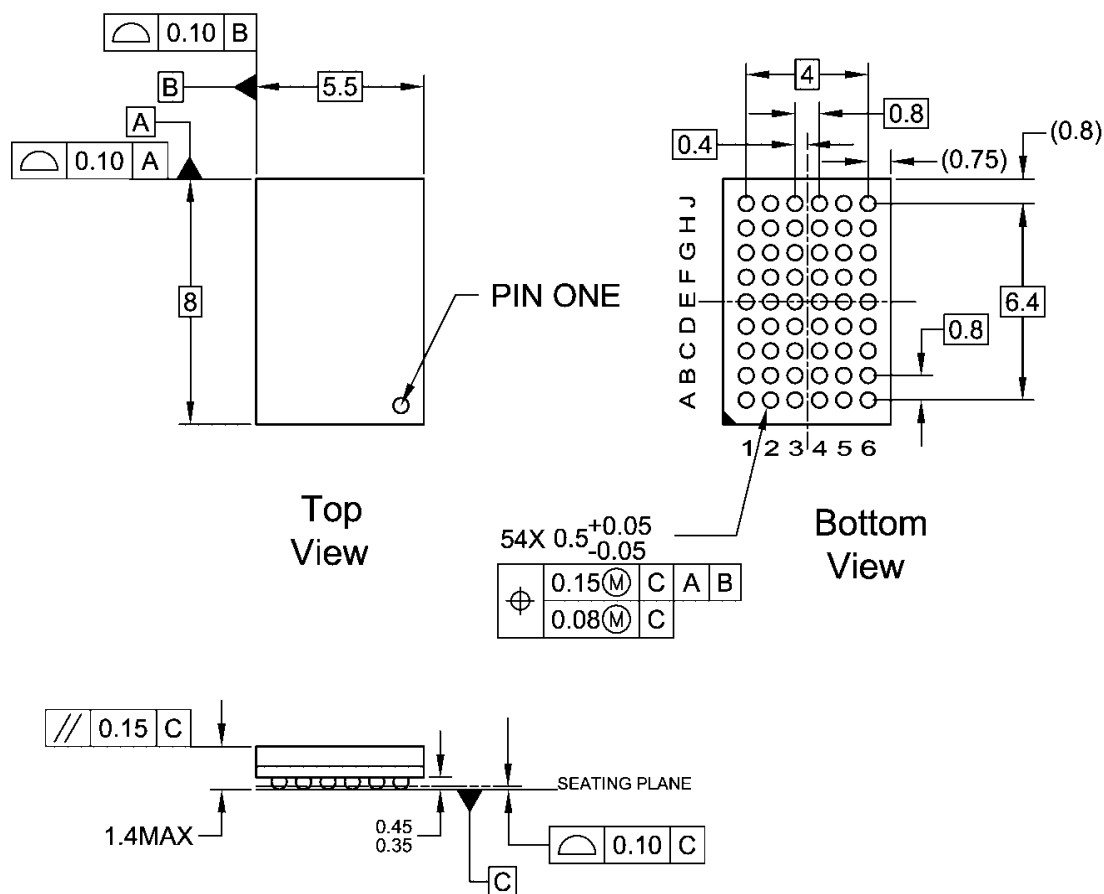 0.10 B
B
5.5
A
0.10 A
8
PIN ONE
Top
View
4
0.8
0.4
(0.8)
(0.75)
J
H
G
F
E
D
C
B
A
6.4
0.8
1 2 3 4 5 6
54X 0.5 +0.05
-0.05
0.15 Ⓜ C A B
0.08 Ⓜ C
Bottom
View
// 0.15 C
SEATING PLANE
1.4MAX
0.45
0.35
0.10 C
C